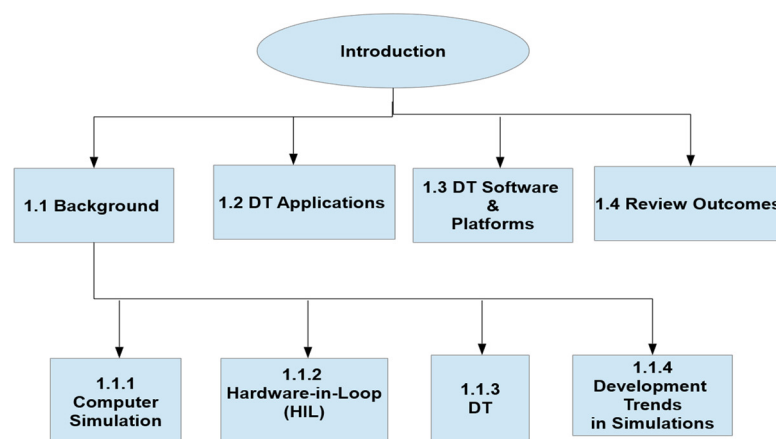 Introduction
1.1 Background
1.2 DT Applications
1.3 DT Software
&
Platforms
1.4 Review Outcomes
1.1.1
Computer
Simulation
1.1.2
Hardware-in-Loop
(HIL)
1.1.3
DT
1.1.4
Development
Trends
in Simulations